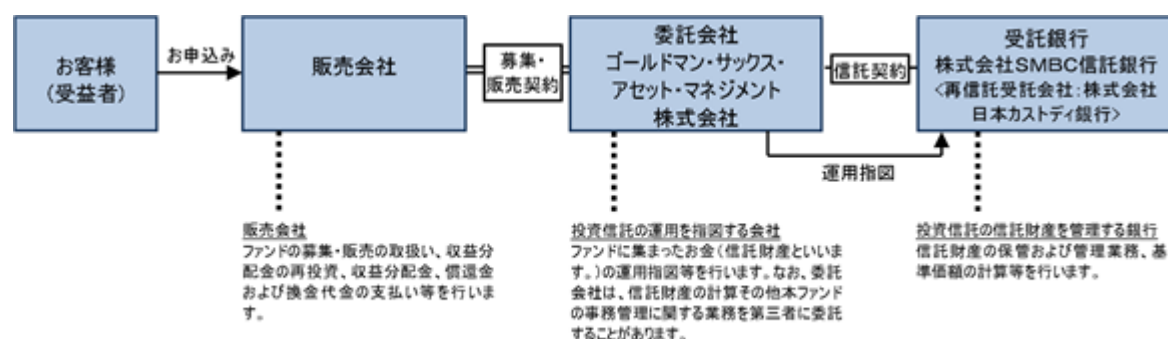 お客様
(受益者)
お申込み
販売会社
募集・
販売契約
委託会社
ゴールドマン・サックス・
アセット・マネジメント
株式会社
信託契約
受託銀行
株式会社SMBC信託銀行
<再信託受託会社:株式会社
日本カストディ銀行>
運用指図
販売会社
ファンドの募集・販売の取扱い、収益分
配金の再投資、収益分配金、償還金
および換金代金の支払い等を行いま
す。
投資信託の運用を指図する会社
ファンドに集まったお金(信託財産といいま
す。)の運用指図等を行います。なお、委託
会社は、信託財産の計算その他本ファンド
の事務管理に関する業務を第三者に委託
することがあります。
投資信託の信託財産を管理する銀行
信託財産の保管および管理業務、基
準価額の計算等を行います。